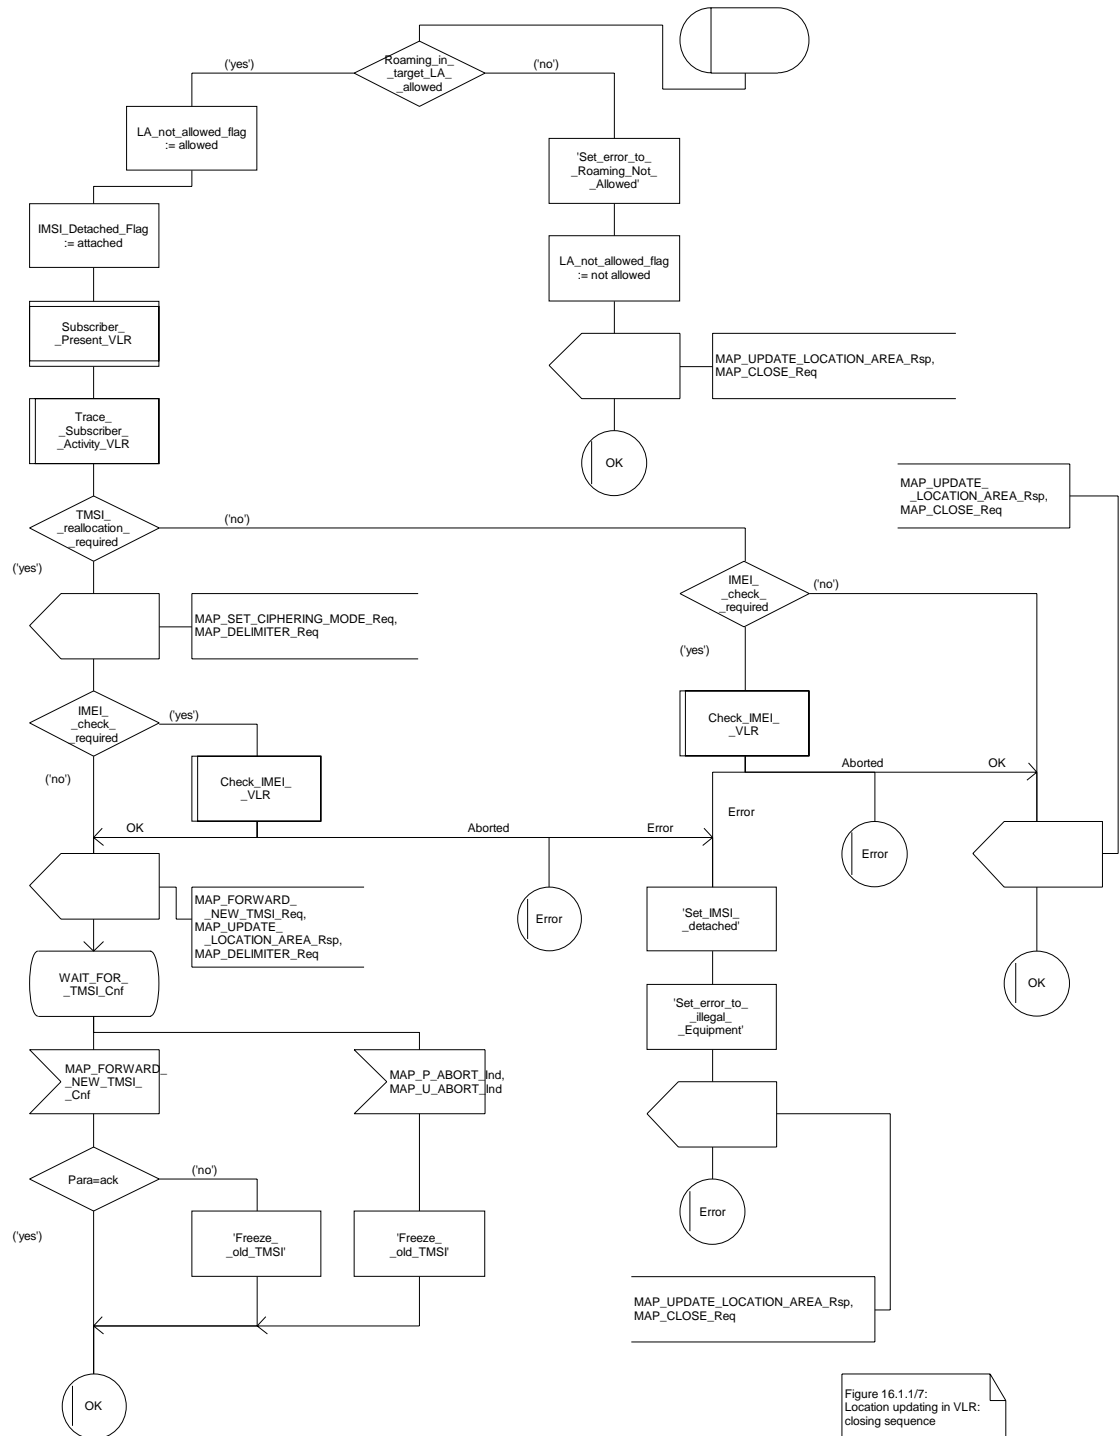 Roaming_in_
_target_LA_
_allowed
('yes')
('no')
LA_not_allowed_flag
:= allowed
'Set_error_to_
_Roaming_Not_
_Allowed'
IMSI_Detached_Flag
:= attached
LA_not_allowed_flag
:= not allowed
Subscriber_
_Present_VLR
MAP_UPDATE_LOCATION_AREA_Rsp,
MAP_CLOSE_Req
Trace_
_Subscriber_
_Activity_VLR
OK
MAP_UPDATE_
_LOCATION_AREA_Rsp,
MAP_CLOSE_Req
TMSI_
_reallocation_
_required
('no')
('yes')
IMEI_
_check_
_required
('no')
('yes')
MAP_SET_CIPHERING_MODE_Req,
MAP_DELIMITER_Req
IMEI_
_check_
_required
('yes')
('no')
Check_IMEI_
_VLR
Check_IMEI_
_VLR
Aborted
OK
Error
OK
Aborted
Error
Error
Error
MAP_FORWARD_
_NEW_TMSI_Req,
MAP_UPDATE_
_LOCATION_AREA_Rsp,
MAP_DELIMITER_Req
'Set_IMSI_
_detached'
WAIT_FOR_
_TMSI_Cnf
OK
'Set_error_to_
_illegal_
_Equipment'
MAP_FORWARD_
_NEW_TMSI_
_Cnf
MAP_P_ABORT_Ind,
MAP_U_ABORT_Ind
Para=ack
('no')
('yes')
Error
'Freeze_
_old_TMSI'
'Freeze_
_old_TMSI'
MAP_UPDATE_LOCATION_AREA_Rsp,
MAP_CLOSE_Req
OK
Figure 16.1.1/7:
Location updating in VLR:
closing sequence